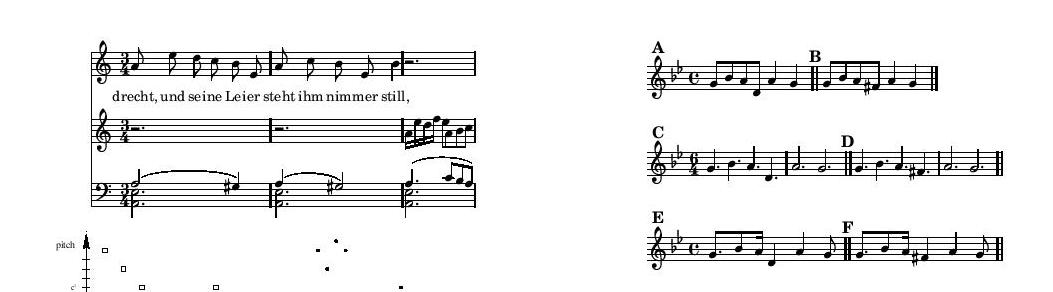 A
B
drecht, und seine Leier steht ihm nimmer still,
C
D
E
F
pitch
c'